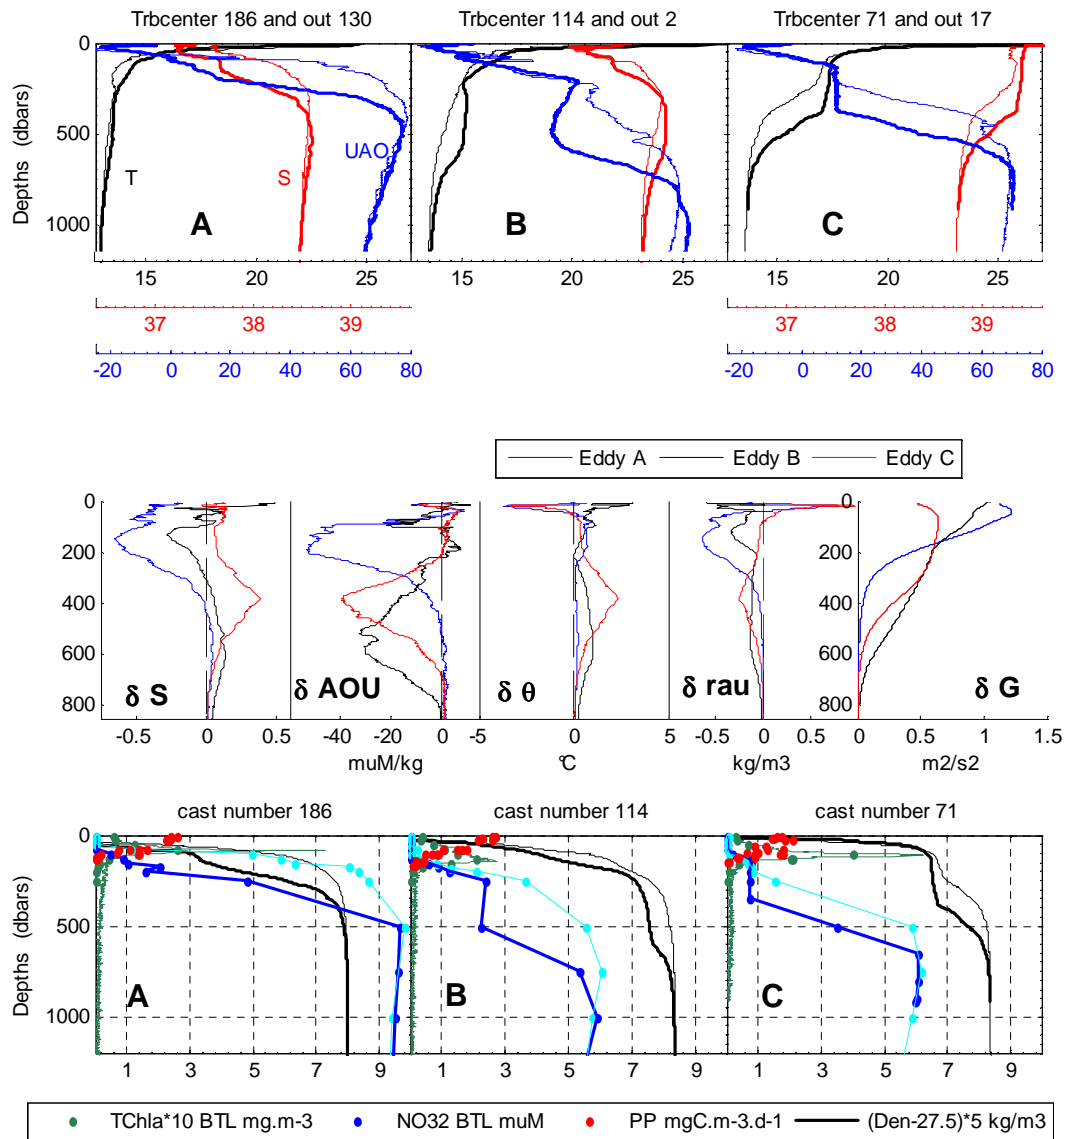 Trbcenter 186 and out 130
Trbcenter 114 and out 2
Trbcenter 71 and out 17
Depths (dbars)
0
500
1000
T
S
UAO
A
B
C
15 20 25
15 20 25
15 20 25
37 38 39
37 38 39
-20 0 20 40 60 80
-20 0 20 40 60 80
Eddy A
Eddy B
Eddy C
0
200
400
600
800
0
200
400
600
800
δ S
δ AOU
δ θ
δ rau
δ G
-0.5 0 0.5
-40 -20 0
-5 0 5
-0.5 0 0.5
0 0.5 1 1.5
muM/kg
°C
kg/m3
m2/s2
cast number 186
cast number 114
cast number 71
Depths (dbars)
0
500
1000
A
B
C
1 3 5 7 9
1 3 5 7 9
1 3 5 7 9
TChla*10 BTL mg.m-3
NO32 BTL muM
PP mgC.m-3.d-1
(Den-27.5)*5 kg/m3